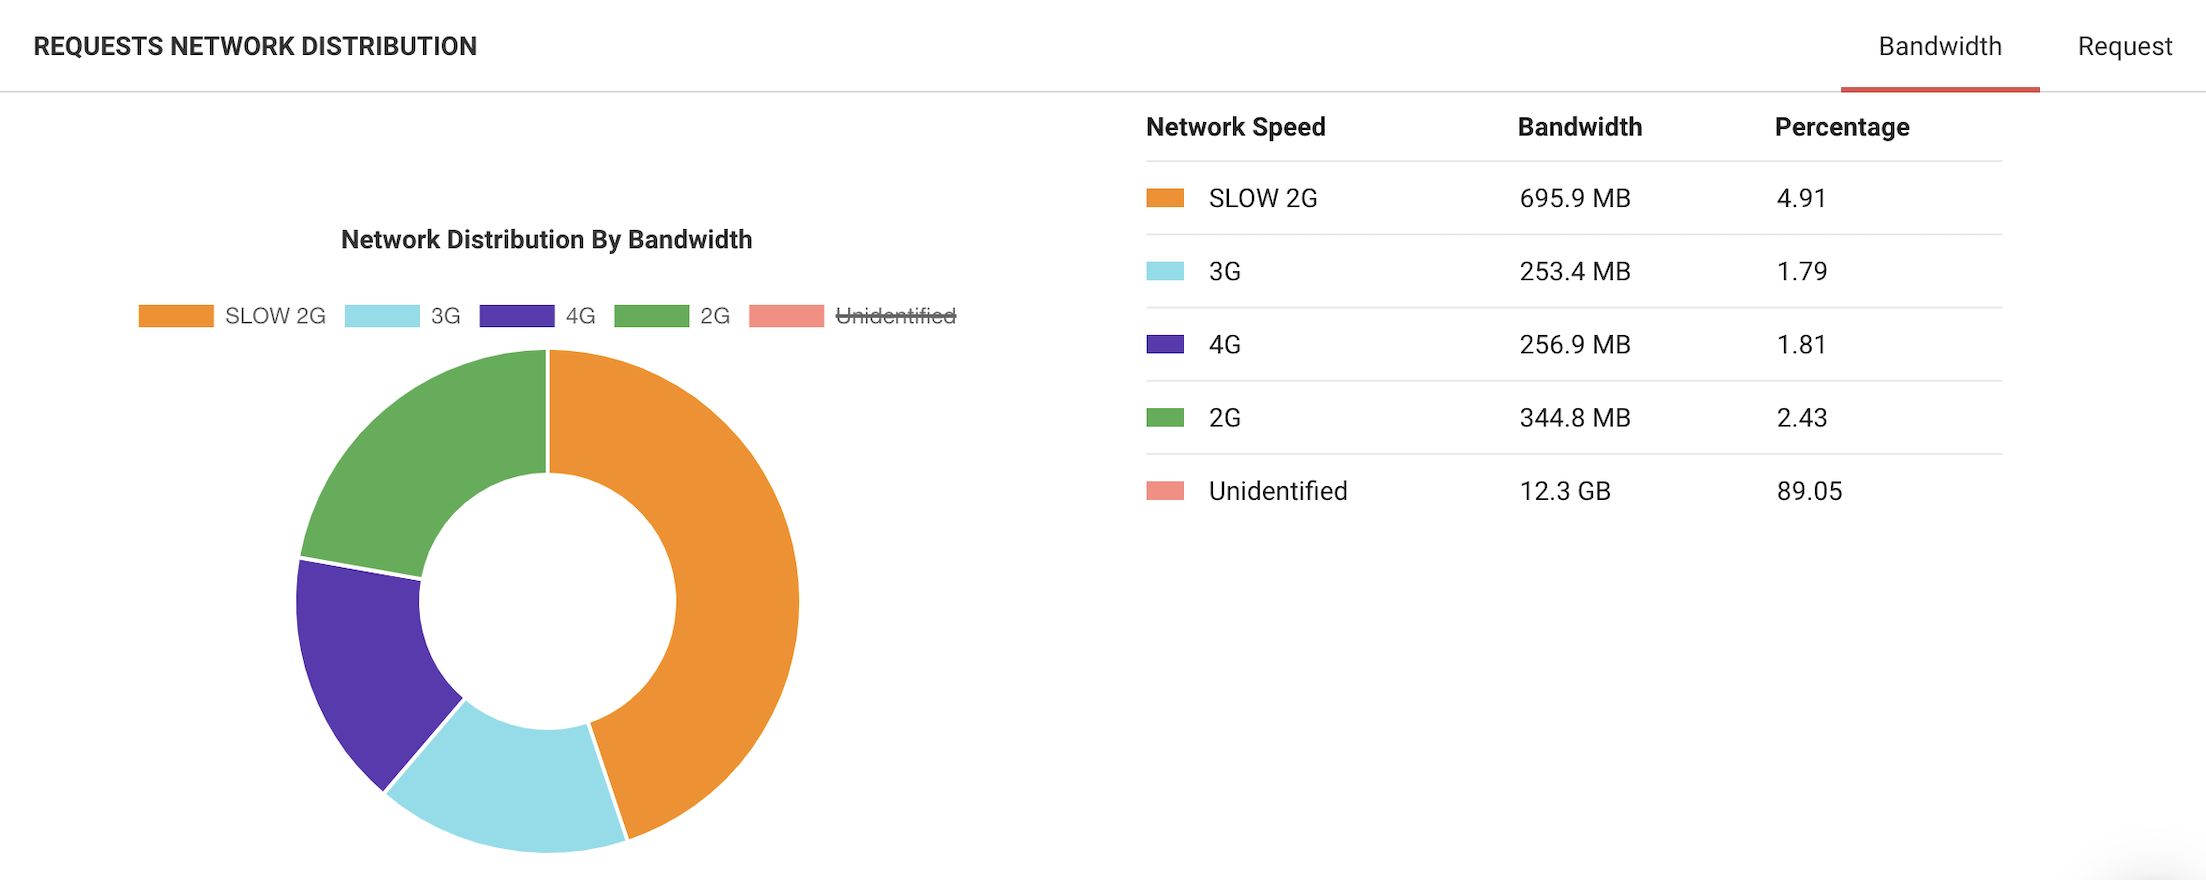 REQUESTS NETWORK DISTRIBUTION
Bandwidth Request
Network Distribution By Bandwidth
SLOW 2G 3G 4G 2G Unidentified
Network Speed Bandwidth Percentage
SLOW 2G 695.9 MB 4.91
3G 253.4 MB 1.79
4G 256.9 MB 1.81
2G 344.8 MB 2.43
Unidentified 12.3 GB 89.05